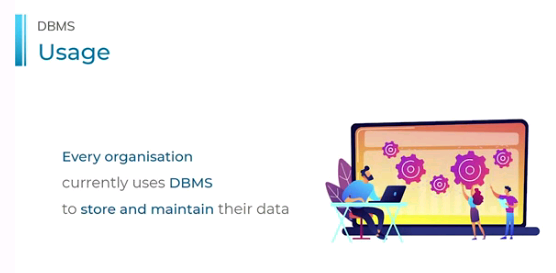 DBMS
Usage
Every organisation
currently uses DBMS
to store and maintain their data